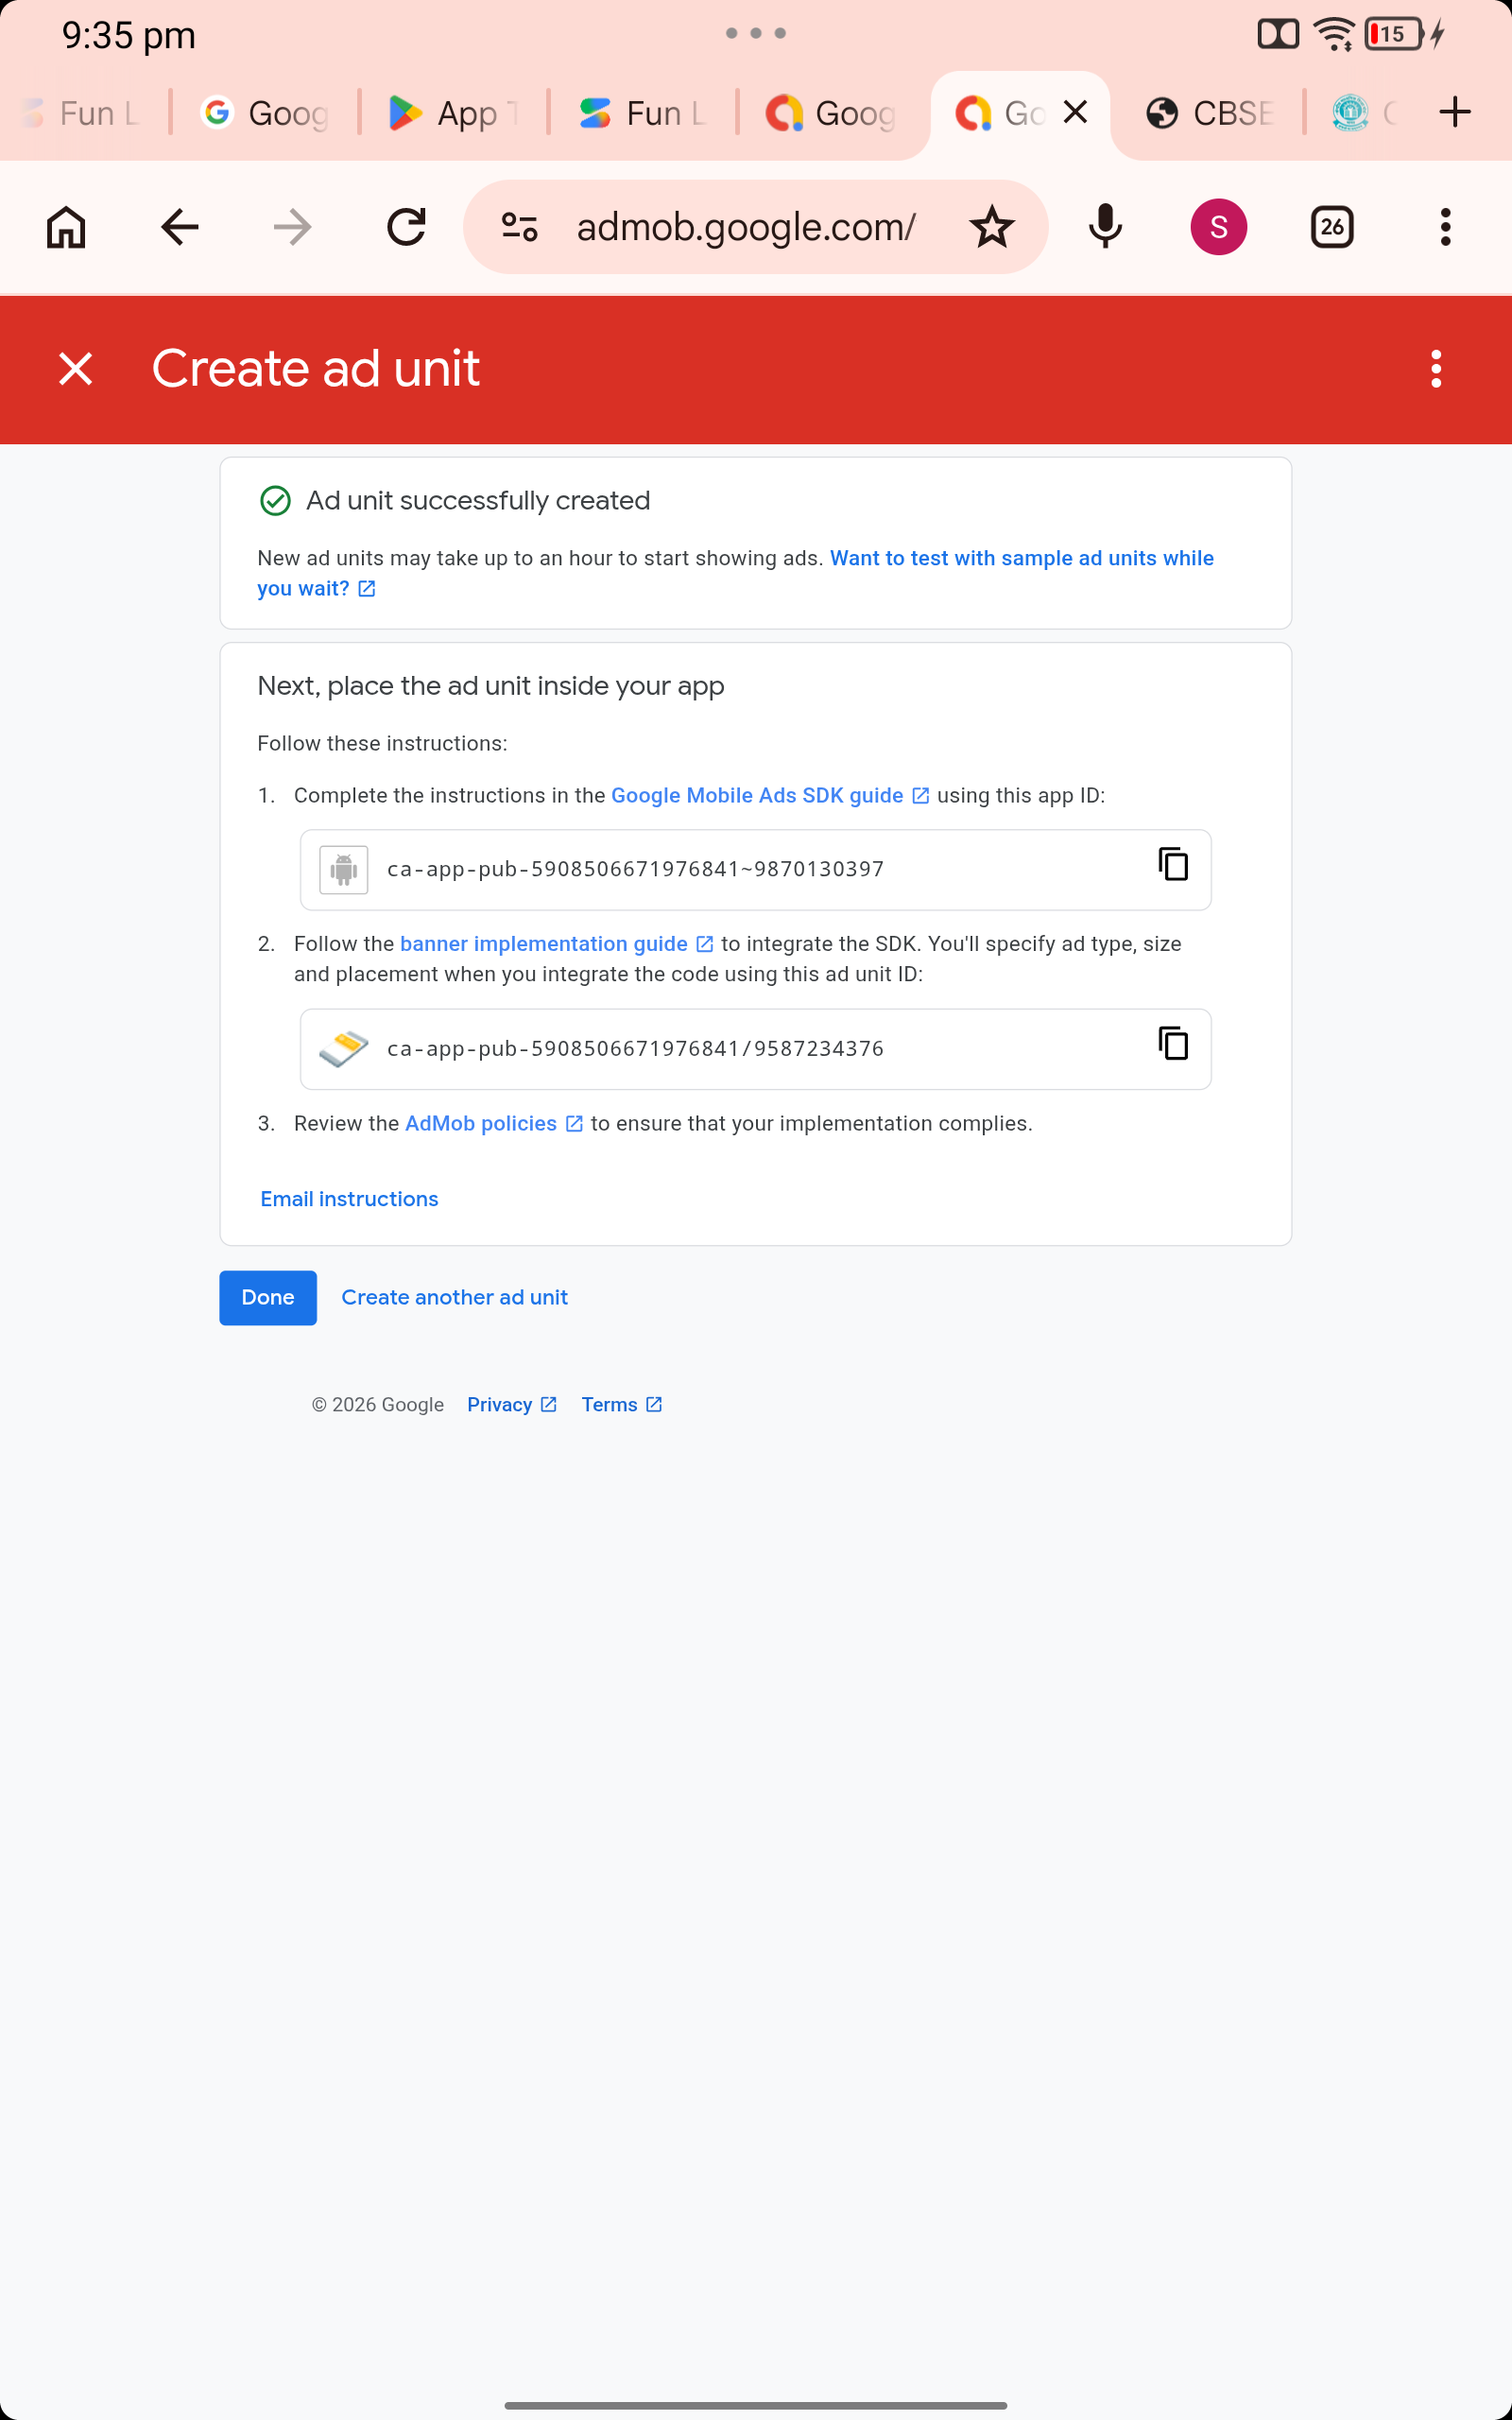 9:35 pm
15
Fun L
Goog
App
Fun L
Goog
Go
CBSE
admob.google.com/
S
26
Create ad unit
Ad unit successfully created
New ad units may take up to an hour to start showing ads. Want to test with sample ad units while
you wait?
Next, place the ad unit inside your app
Follow these instructions:
1. Complete the instructions in the Google Mobile Ads SDK guide using this app ID:
ca-app-pub-5908506671976841~9870130397
2. Follow the banner implementation guide to integrate the SDK. You'll specify ad type, size
and placement when you integrate the code using this ad unit ID:
ca-app-pub-5908506671976841/9587234376
3. Review the AdMob policies to ensure that your implementation complies.
Email instructions
Done
Create another ad unit
© 2026 Google Privacy Terms